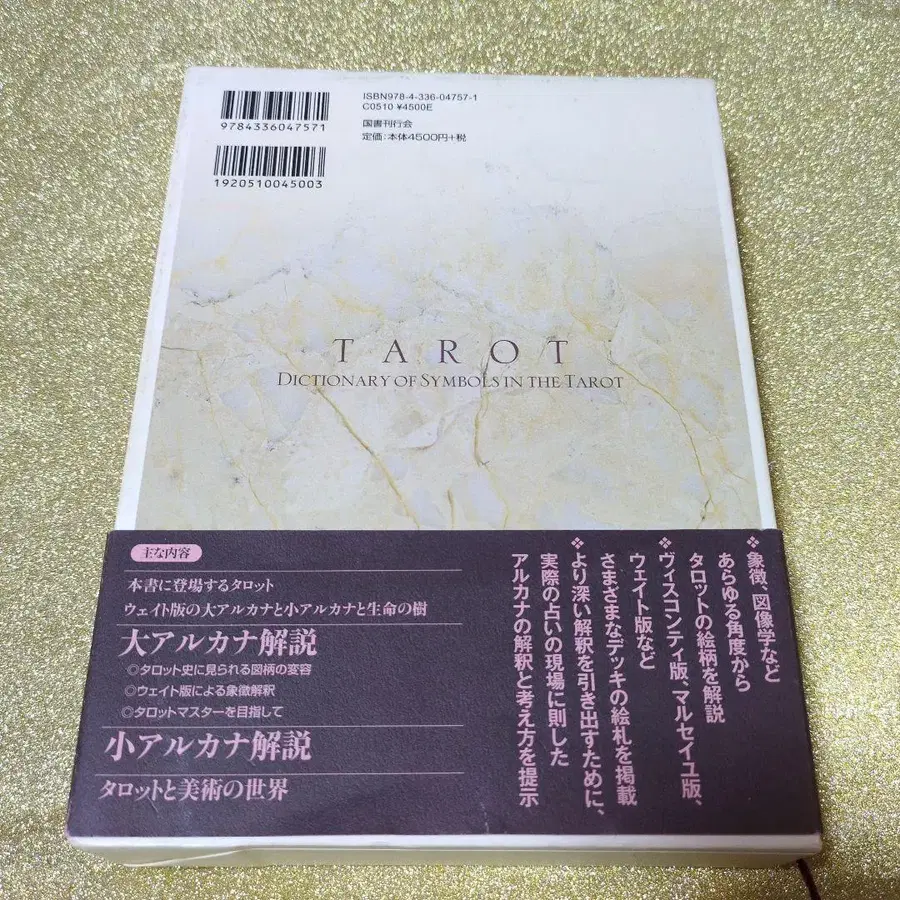 ISBN978-4-336-04757-1
C0510 ¥4500E
国書刊行会
定価:本体4500円+税
9784336047571
1920510045003
TAROT
DICTIONARY OF SYMBOLS IN THE TAROT
主な内容
本書に登場するタロット
ウェイト版の大アルカナと小アルカナと生命の樹
大アルカナ解説
◎タロット史に見られる図柄の変容
◎ウェイト版による象徴解釈
◎タロットマスターを目指して
小アルカナ解説
タロットと美術の世界
❖象徴、図像学など
あらゆる角度から
タロットの絵柄を解説
❖ヴィスコンティ版、マルセイユ版、
ウェイト版など
さまざまなデッキの絵札を掲載
❖より深い解釈を引き出すために、
実際の占いの現場に則した
アルカナの解釈と考え方を提示